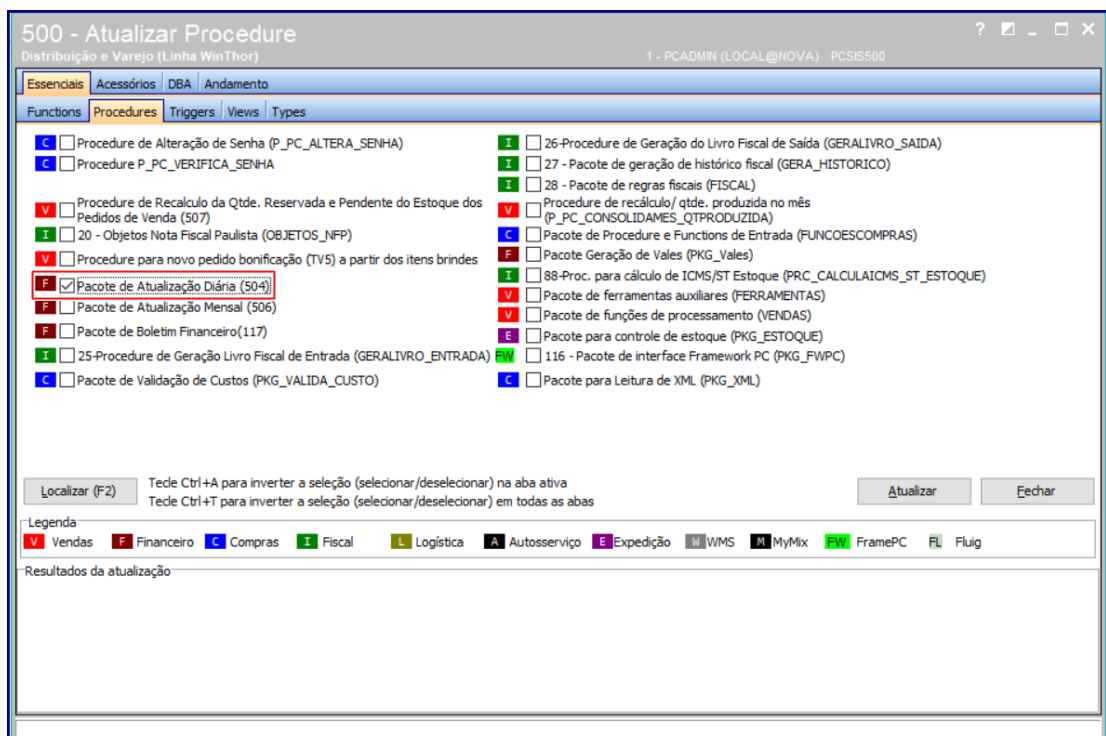 500 - Atualizar Procedure
? _ X
Distribuição e Varejo (Linha WinThor)
1 - PCADMIN (LOCAL@NOVA) PCSIS500
Essenciais Acessórios DBA Andamento
Functions Procedures Triggers Views Types
C Procedure de Alteração de Senha (P_PC_ALTERA_SENHA)
C Procedure P_PC_VERIFICA_SENHA
V Procedure de Recalculo da Qtde. Reservada e Pendente do Estoque dos
Pedidos de Venda (507)
I 20 - Objetos Nota Fiscal Paulista (OBJETOS_NFP)
V Procedure para novo pedido bonificação (TV5) a partir dos itens brindes
F Pacote de Atualização Diária (504)
F Pacote de Atualização Mensal (506)
F Pacote de Boletim Financeiro(117)
I 25-Procedure de Geração Livro Fiscal de Entrada (GERALIVRO_ENTRADA)
C Pacote de Validação de Custos (PKG_VALIDA_CUSTO)
I 26-Procedure de Geração do Livro Fiscal de Saída (GERALIVRO_SAIDA)
I 27 - Pacote de geração de histórico fiscal (GERA_HISTORICO)
I 28 - Pacote de regras fiscais (FISCAL)
V Procedure de recálculo/ qtde. produzida no mês
(P_PC_CONSOLIDAMES_QTPRODUZIDA)
C Pacote de Procedure e Functions de Entrada (FUNCOESCOMPRAS)
F Pacote Geração de Vales (PKG_Vales)
I 88-Proc. para cálculo de ICMS/ST Estoque (PRC_CALCULAICMS_ST_ESTOQUE)
V Pacote de ferramentas auxiliares (FERRAMENTAS)
V Pacote de funções de processamento (VENDAS)
E Pacote para controle de estoque (PKG_ESTOQUE)
FW 116 - Pacote de interface Framework PC (PKG_FWPC)
C Pacote para Leitura de XML (PKG_XML)
Localizar (F2)
Tecle Ctrl+A para inverter a seleção (selecionar/deselecionar) na aba ativa
Tecle Ctrl+T para inverter a seleção (selecionar/deselecionar) em todas as abas
Atualizar Fechar
Legenda
V Vendas F Financeiro C Compras I Fiscal L Logística A Autosserviço E Expedição W WMS M MyMix FW FramePC FL Fluig
Resultados da atualização